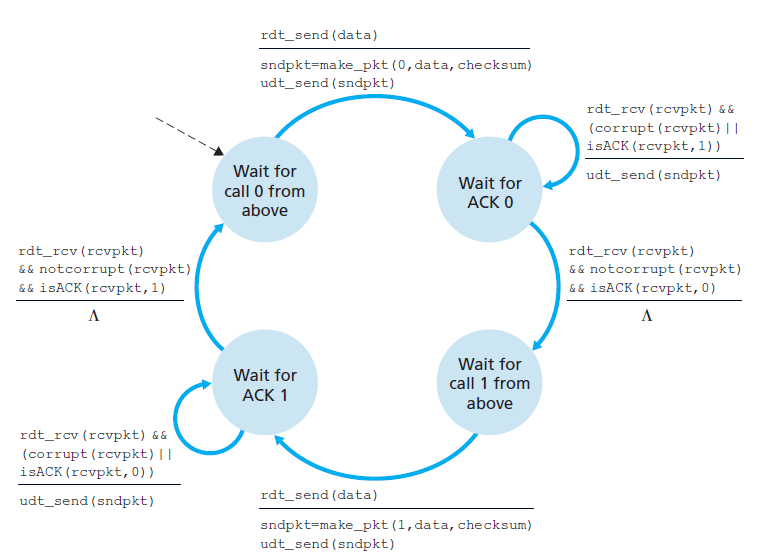 rdt_send(data)
sndpkt=make_pkt(0,data,checksum)
udt_send(sndpkt)
rdt_rcv(rcvpkt) &&
(corrupt(rcvpkt)||
isACK(rcvpkt,1))
udt_send(sndpkt)
Wait for
call 0 from
above
Wait for
ACK 0
rdt_rcv(rcvpkt)
&& notcorrupt(rcvpkt)
&& isACK(rcvpkt,1)
Λ
rdt_rcv(rcvpkt)
&& notcorrupt(rcvpkt)
&& isACK(rcvpkt,0)
Λ
Wait for
ACK 1
Wait for
call 1 from
above
rdt_rcv(rcvpkt) &&
(corrupt(rcvpkt)||
isACK(rcvpkt,0))
udt_send(sndpkt)
rdt_send(data)
sndpkt=make_pkt(1,data,checksum)
udt_send(sndpkt)